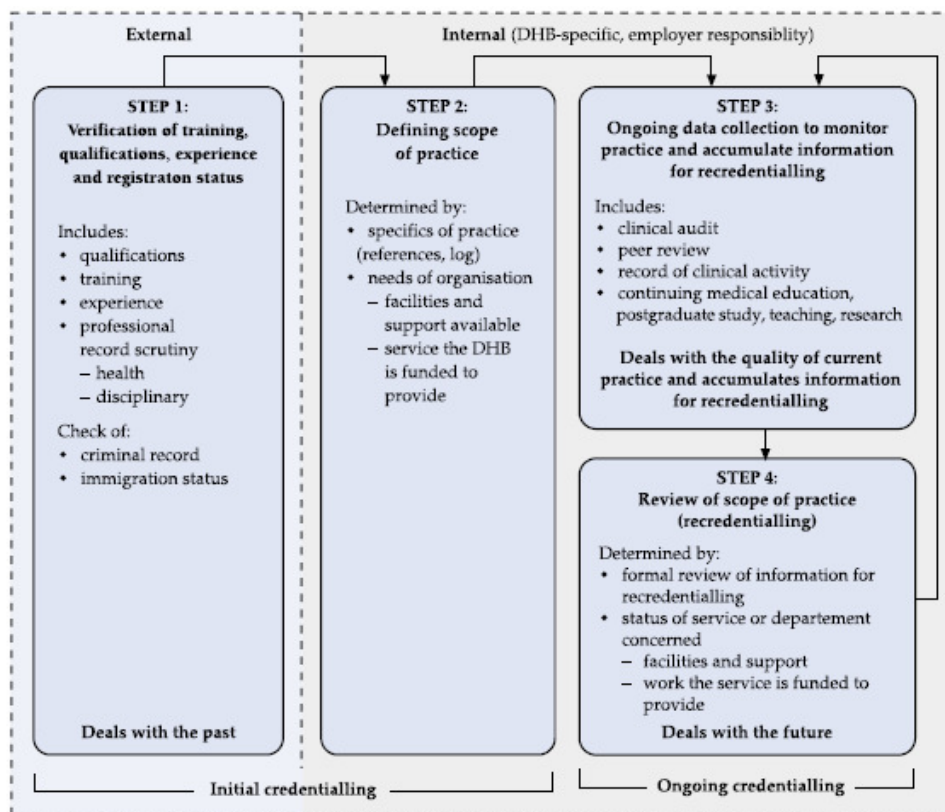 External
Internal (DHB-specific, employer responsiblity)
STEP 1:
Verification of training,
qualifications, experience
and registraton status
Includes:
• qualifications
• training
• experience
• professional
record scrutiny
– health
– disciplinary
Check of:
• criminal record
• immigration status
Deals with the past
STEP 2:
Defining scope
of practice
Determined by:
• specifics of practice
(references, log)
• needs of organisation
– facilities and
support available
– service the DHB
is funded to
provide
STEP 3:
Ongoing data collection to monitor
practice and accumulate information
for recredentialling
Includes:
• clinical audit
• peer review
• record of clinical activity
• continuing medical education,
postgraduate study, teaching, research
Deals with the quality of current
practice and accumulates information
for recredentialling
STEP 4:
Review of scope of practice
(recredentialling)
Determined by:
• formal review of information for
recredentialling
• status of service or departement
concerned
– facilities and support
– work the service is funded to
provide
Deals with the future
Initial credentialling
Ongoing credentialling